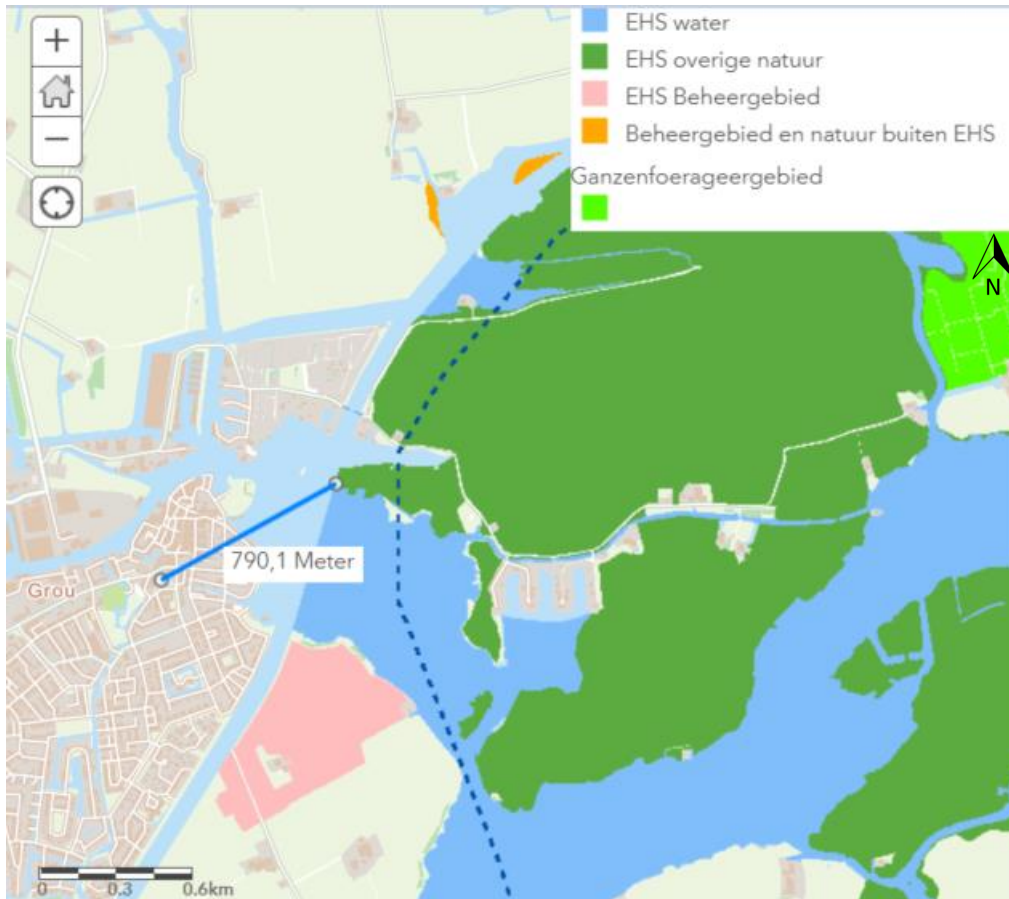 EHS water
EHS overige natuur
EHS Beheergebied
Beheergebied en natuur buiten EHS
Ganzenfoerageergebied
N
790,1 Meter
Grou
0 0.3 0.6km